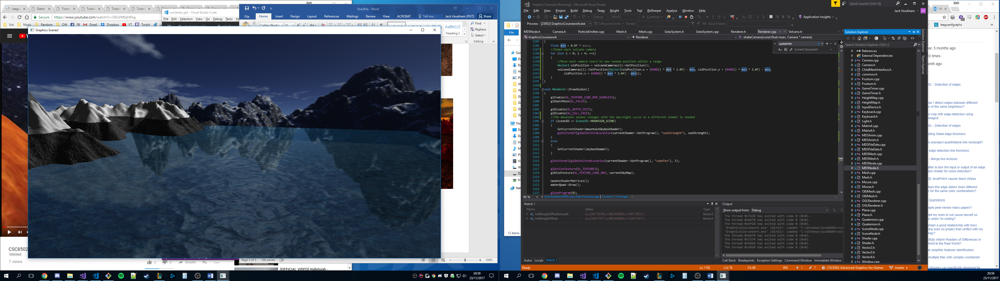 Leagu
Skelet
Tutoria
Secure
https://www.youtube.com/watch?v=D6cVMhjHEhg
Uni
Music
Random
OW
FB
Gmail
Dropbox
YT
Twitch
sunVertex.glsl - Visual Studio Code
File Edit Selection View Go Debug Tasks
ReadMe - Word
File Home Insert Design Layout References Mailings Review View ACROBAT Tell me... Jack Hookham (PGT) Share
Calibri (Body) 12
AaBbCcD
Heading 2
Find
Replace
Select
Editing
Graphics Scenes!
CSC8502
Unlisted
7 views
0
0
SHARE
Page 3 of 3 106 words
100%
[OFFICIAL_VIDEO] Hallelujah -
File
12 items
GraphicsTutorials (Running) - Microsoft Visual Studio
Quick Launch (Ctrl+Q)
File Edit View Project Build Debug Team Nsight Tools Test ReSharper Analyze Window Help
Jack Hookham JH
Debug Win32 Continue
Application Insights
Process: [25852] GraphicsCoursework.exe Lifecycle Events Thread: Stack Frame:
MD5Node.h Camera.h ParticleEmitter.cpp Mesh.h Mesh.cpp SolarSystem.h SolarSystem.cpp Renderer.h Renderer.cpp Volcano.h
GraphicsCoursework Renderer shakeCamera(const float msec, Camera * camera)
updateHel
Current Document
1185 {
1186 float min = 0.8f * msec;
1187 //Shake each volcano camera
1188 for (int i = 0; i < 4; ++i)
1189 {
1190 //Move each camera coord to new random position within a range
1191 Vector3 oldPosition = volcanoCameras[i]->GetPosition();
1192 volcanoCameras[i]->SetPosition(Vector3(oldPosition.x + (RAND() * min * 2.0f) - min, oldPosition.y + (RAND() * min * 2.0f) - min,
1193 oldPosition.z + (RAND() * min * 2.0f) - min));
1194 }
1195 }
1196
1197 void Renderer::DrawSkybox()
1198 {
1199 glEnable(GL_TEXTURE_CUBE_MAP_SEAMLESS);
1200 glDepthMask(GL_FALSE);
1201
1202 glDisable(GL_DEPTH_TEST);
1203 glDisable(GL_CULL_FACE);
1204 //The mountain skybox changes with the day/night cycle so a different shader is needed
1205 if (sceneID == SceneID::MOUNTAIN_SCENE)
1206 {
1207 SetCurrentShader(mountainSkyboxShader);
1208 glUniform1f(glGetUniformLocation(currentShader->GetProgram(), "sunStrength"), sunStrength);
1209 }
1210 else
1211 {
1212 SetCurrentShader(skyboxShader);
1213 }
1214
1215 glUniform1i(glGetUniformLocation(currentShader->GetProgram(), "cubeTex"), 3);
1216
1217 glActiveTexture(GL_TEXTURE3);
1218 glBindTexture(GL_TEXTURE_CUBE_MAP, currentSkyMap);
1219
1220 UpdateShaderMatrices();
1221 waterQuad->Draw();
1222
1223 glUseProgram(0);
90 % Jack Hookham (PGT), Less than 5 minutes ago | 2 authors, 74 changes
Watch 1
Name Value Type
hellKnightOffsetSmooth {x=2297.79199 y=960.000000 z=1497.79211 } Vector3
hellKnightOffset {x=2329.77417 y=960.000000 z=1529.77417 } Vector3
Autos Locals Watch 1
Output
Show output from: Debug
The thread 0x7e28 has exited with code 0 (0x0).
The thread 0x6470 has exited with code 0 (0x0).
The thread 0x6f18 has exited with code 0 (0x0).
'GraphicsCoursework.exe' (Win32): Loaded 'C:\Windows\SysWOW64\nvs
'GraphicsCoursework.exe' (Win32): Loaded 'C:\Windows\SysWOW64\win
The thread 0x6e78 has exited with code 0 (0x0).
The thread 0x7274 has exited with code 0 (0x0).
The thread 0x56b4 has exited with code 0 (0x0).
The thread 0x36d8 has exited with code 0 (0x0).
Call Stack Breakpoints Exception Settings Command Window Immediate Window
Ready Ln 1192 Col 74 Ch 68 INS 1 7 CSC8502-Advanced-Graphics-for-Games master
Solution Explorer
Search Solution Explorer (Ctrl+;)
References
External Dependencies
Camera.cpp
Camera.h
ChildMeshInterface.h
common.h
Frustum.cpp
Frustum.h
GameTimer.cpp
GameTimer.h
HeightMap.cpp
HeightMap.h
InputDevice.h
Keyboard.cpp
Keyboard.h
Light.h
Matrix4.cpp
Matrix4.h
MD5Anim.cpp
MD5Anim.h
MD5FileData.cpp
MD5FileData.h
MD5Mesh.cpp
MD5Mesh.h
MD5Node.cpp
MD5Node.h
Mesh.cpp
Mesh.h
Mouse.cpp
Mouse.h
OBJMesh.cpp
OBJMesh.h
OGLRenderer.cpp
OGLRenderer.h
Plane.cpp
Plane.h
Quaternion.cpp
Quaternion.h
SceneNode.cpp
SceneNode.h
Shader.cpp
Shader.h
Vector2.h
Vector3.h
Vector4.h
Window.cpp
Solution Explorer
Team Explorer
Jack
leagueofgraphs
ear, 5 months ago
10 times
onth ago
GL - Detection of edges
can I detect edges between different
rs of the same brightness?
to crop with edge-detection using
emagick
GL - Detection of edges
olling Sobel edge thickness
to unproject quadrilateral into rectangle?
edge detection line thickness
- Merge two textures
etter to blur the input or output of an edge
tion shader for noise reduction?
GL texelFetch causes black stripes
does this edge detect show different
s for the same color combinations?
Questions
ople peer-review many papers?
tell my mom to not cause herself so
s when I'm visiting?
intain a good relationship with boss
ning work on project that conflict with my
logy?
ctfully Inform Readers of Differences in
World to the Real World?
er amplifier features identification
multiple files with complex numbered
Wayne's car specifically designed for
20:59
23/11/2017
20:59
23/11/2017